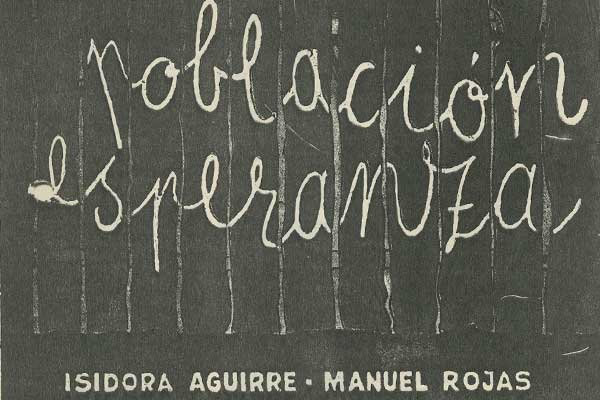 población
esperanza
ISIDORA AGUIRRE · MANUEL ROJAS